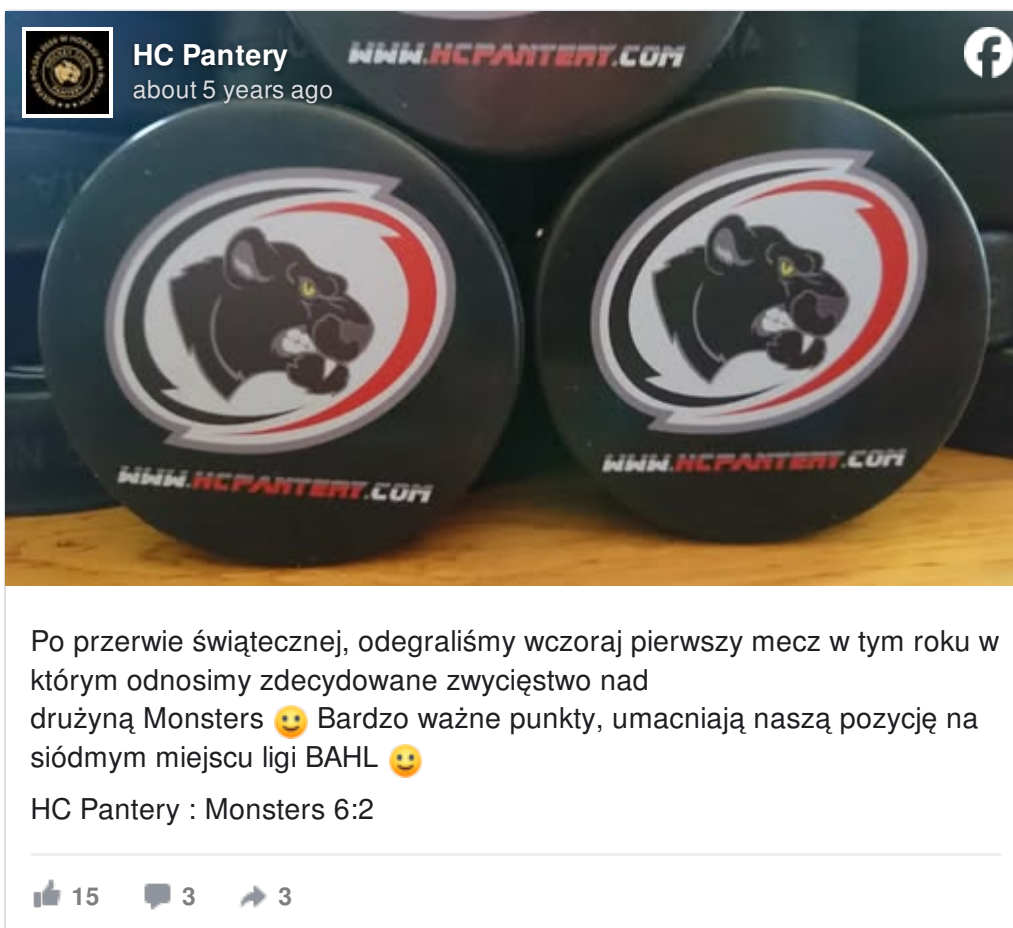 WWW.HCPANTERY.COM
HC Pantery
about 5 years ago
WWW.HCPANTERY.COM
WWW.HCPANTERY.COM
Po przerwie świątecznej, odegraliśmy wczoraj pierwszy mecz w tym roku w
którym odnosimy zdecydowane zwycięstwo nad
drużyną Monsters 🙂 Bardzo ważne punkty, umacniają naszą pozycję na
siódmym miejscu ligi BAHL 🙂
HC Pantery : Monsters 6:2
15 3 3